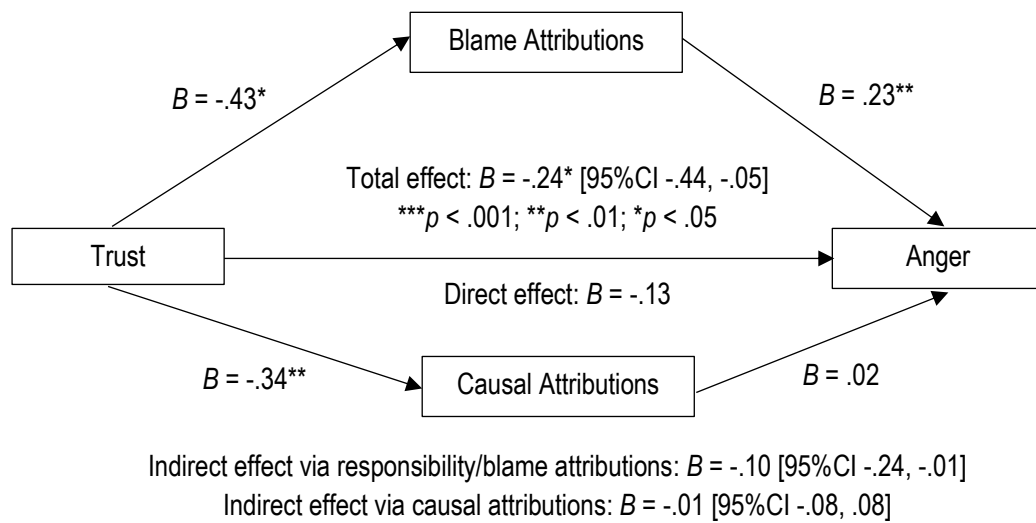 Blame Attributions
B = -.43*
B = .23**
Total effect: B = -.24* [95%CI -.44, -.05]
***p < .001; **p < .01; *p < .05
Trust
Anger
Direct effect: B = -.13
B = -.34**
Causal Attributions
B = .02
Indirect effect via responsibility/blame attributions: B = -.10 [95%CI -.24, -.01]
Indirect effect via causal attributions: B = -.01 [95%CI -.08, .08]